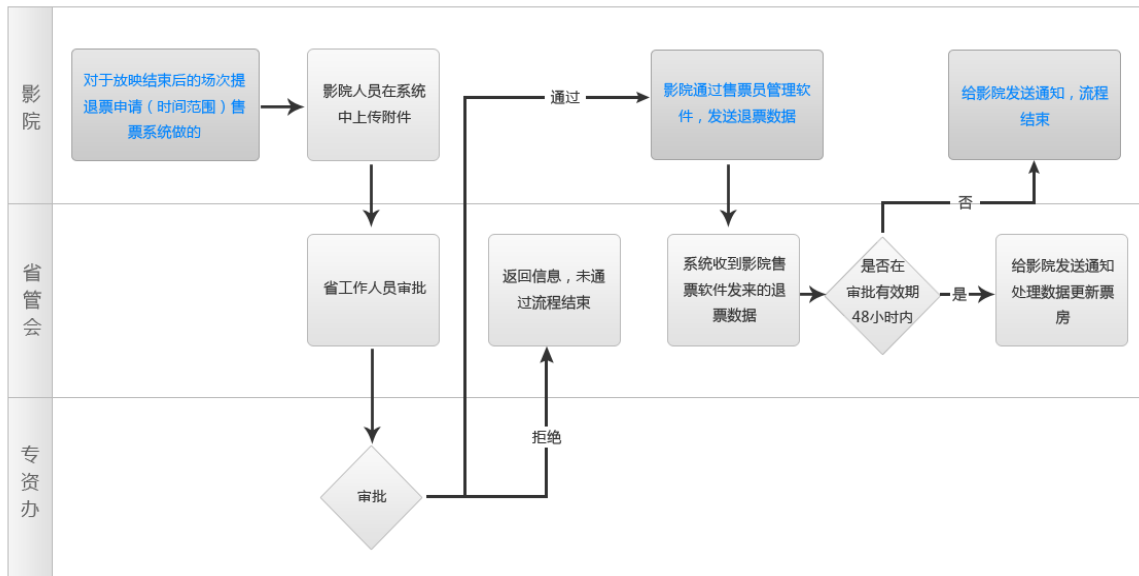 影院
对于放映结束后的场次提
退票申请（时间范围）售
票系统做的
影院人员在系统
中上传附件
通过
影院通过售票员管理软
件，发送退票数据
给影院发送通知，流程
结束
否
省管会
省工作人员审批
返回信息，未通
过流程结束
系统收到影院售
票软件发来的退
票数据
是否在
审批有效期
48小时内
是
给影院发送通知
处理数据更新票
房
拒绝
专资办
审批